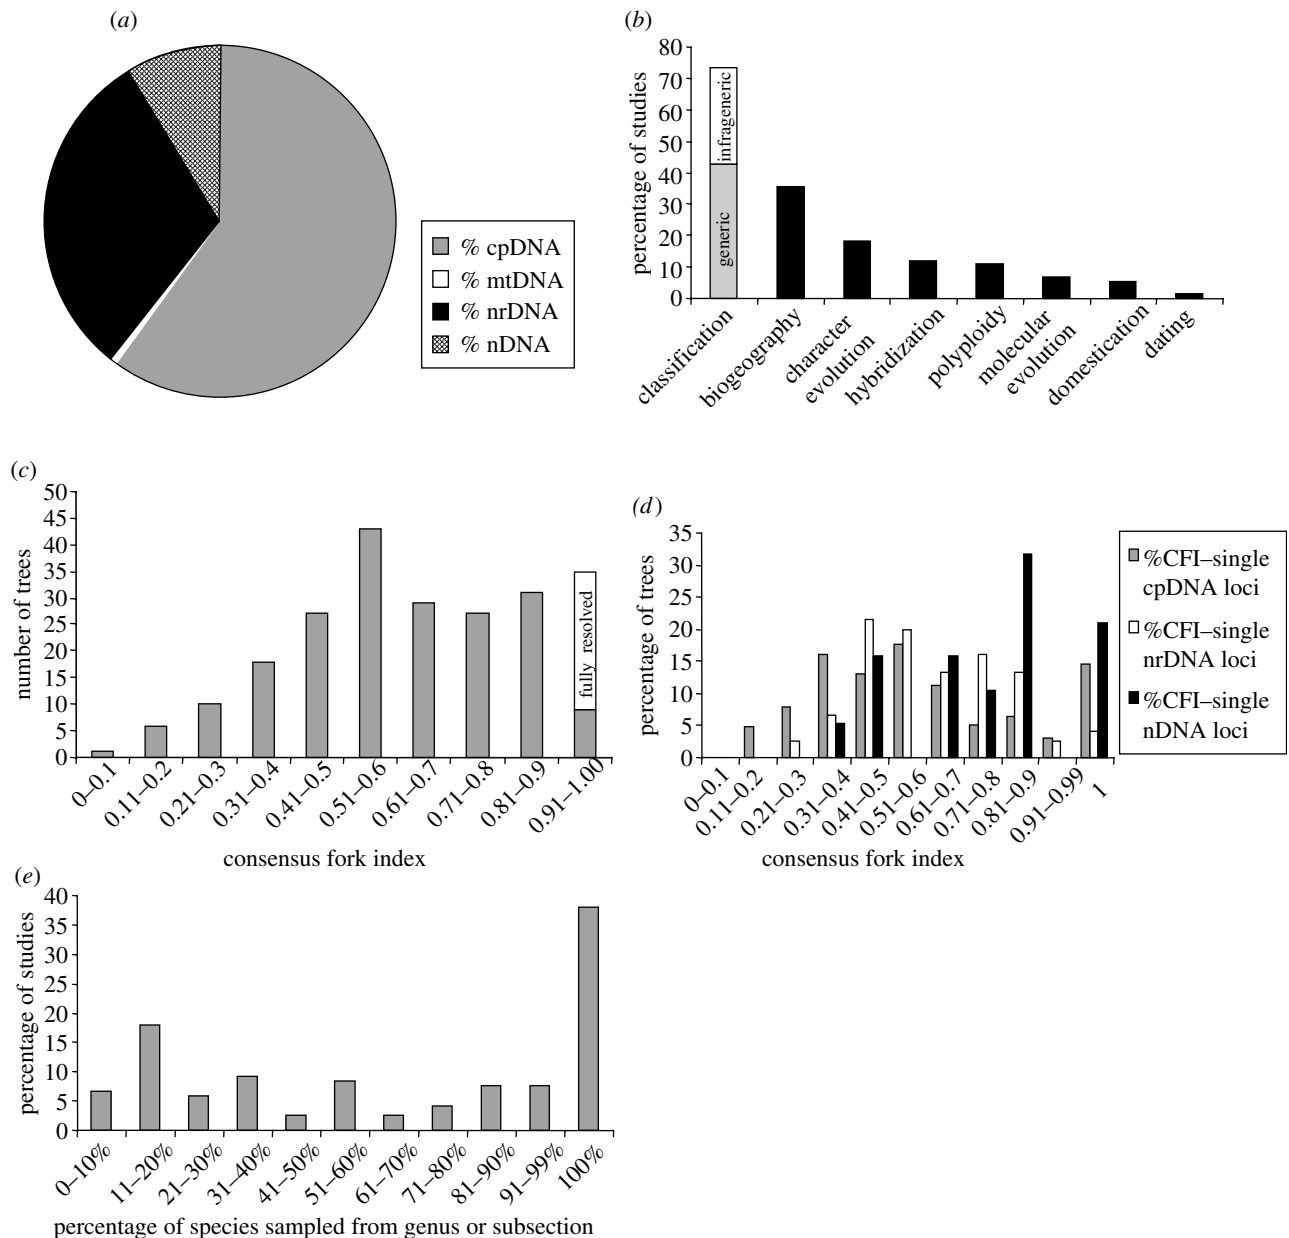 (a)
% cpDNA
% mtDNA
% nrDNA
% nDNA
(b)
percentage of studies
80
70
60
50
40
30
20
10
0
infrageneric
generic
classification
biogeography
character
evolution
hybridization
polyploidy
molecular
evolution
domestication
dating
(c)
number of trees
50
45
40
35
30
25
20
15
10
5
0
fully resolved
0–0.1
0.11–0.2
0.21–0.3
0.31–0.4
0.41–0.5
0.51–0.6
0.61–0.7
0.71–0.8
0.81–0.9
0.91–1.00
consensus fork index
(d)
percentage of trees
35
30
25
20
15
10
5
0
0–0.1
0.11–0.2
0.21–0.3
0.31–0.4
0.41–0.5
0.51–0.6
0.61–0.7
0.71–0.8
0.81–0.9
0.91–0.99
1
consensus fork index
%CFI–single
cpDNA loci
%CFI–single
nrDNA loci
%CFI–single
nDNA loci
(e)
percentage of studies
40
35
30
25
20
15
10
5
0
0–10%
11–20%
21–30%
31–40%
41–50%
51–60%
61–70%
71–80%
81–90%
91–99%
100%
percentage of species sampled from genus or subsection